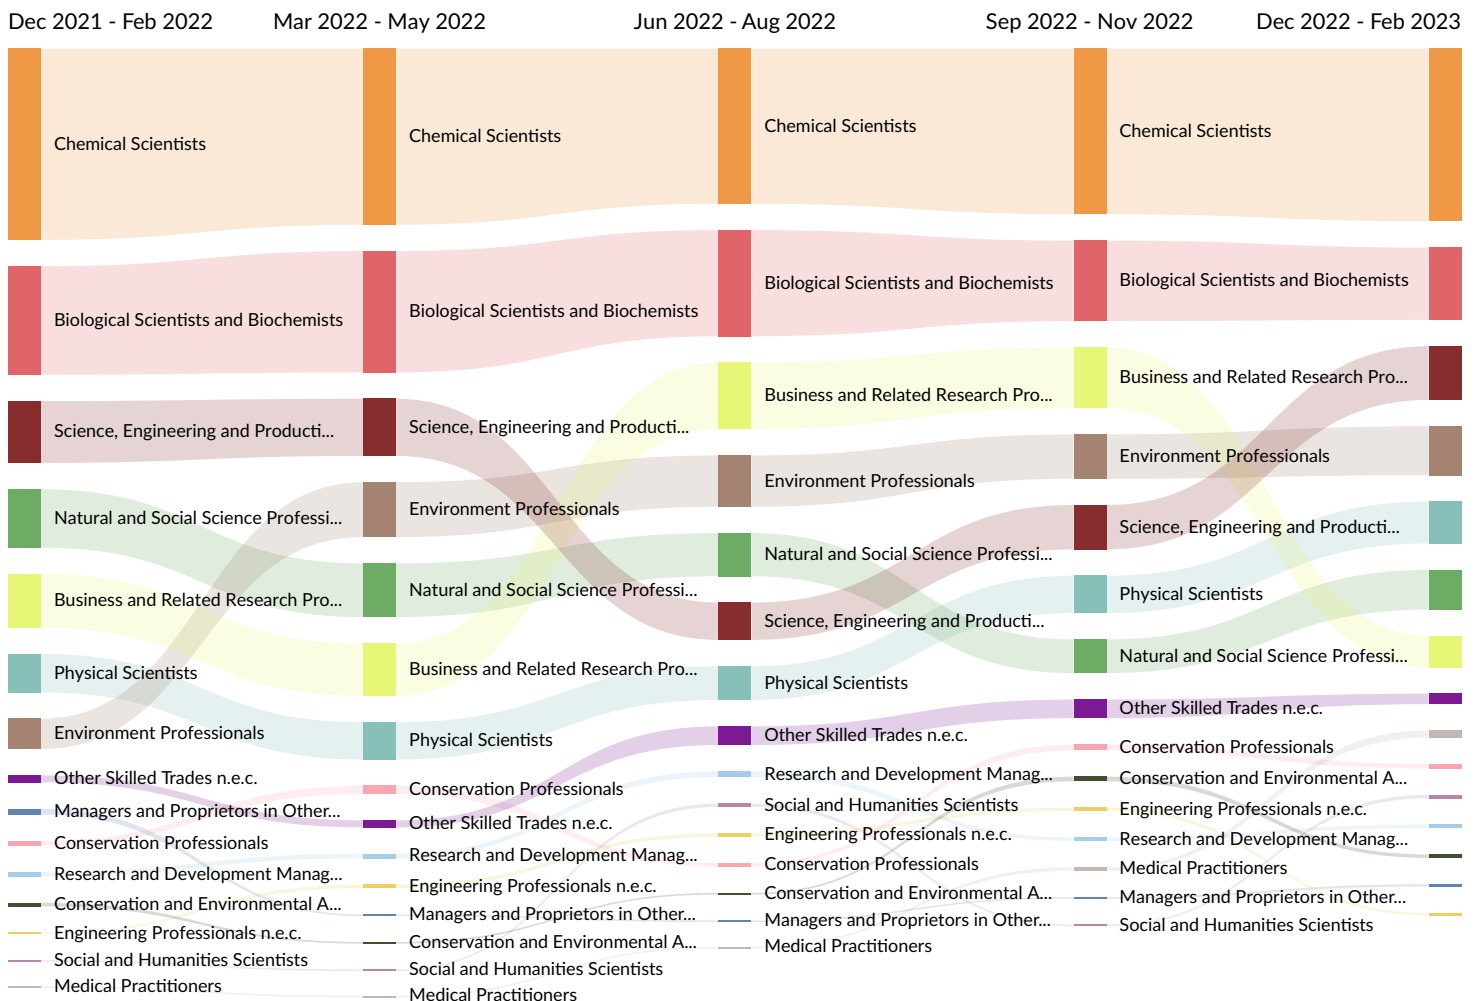 Dec 2021 - Feb 2022
Mar 2022 - May 2022
Jun 2022 - Aug 2022
Sep 2022 - Nov 2022
Dec 2022 - Feb 2023
Chemical Scientists
Biological Scientists and Biochemists
Science, Engineering and Producti...
Natural and Social Science Professi...
Business and Related Research Pro...
Physical Scientists
Environment Professionals
Other Skilled Trades n.e.c.
Managers and Proprietors in Other...
Conservation Professionals
Research and Development Manag...
Conservation and Environmental A...
Engineering Professionals n.e.c.
Social and Humanities Scientists
Medical Practitioners
Chemical Scientists
Biological Scientists and Biochemists
Science, Engineering and Producti...
Environment Professionals
Natural and Social Science Professi...
Business and Related Research Pro...
Physical Scientists
Conservation Professionals
Other Skilled Trades n.e.c.
Research and Development Manag...
Engineering Professionals n.e.c.
Managers and Proprietors in Other...
Conservation and Environmental A...
Social and Humanities Scientists
Medical Practitioners
Chemical Scientists
Biological Scientists and Biochemists
Business and Related Research Pro...
Environment Professionals
Natural and Social Science Professi...
Science, Engineering and Producti...
Physical Scientists
Other Skilled Trades n.e.c.
Research and Development Manag...
Social and Humanities Scientists
Engineering Professionals n.e.c.
Conservation Professionals
Conservation and Environmental A...
Managers and Proprietors in Other...
Medical Practitioners
Chemical Scientists
Biological Scientists and Biochemists
Business and Related Research Pro...
Environment Professionals
Science, Engineering and Producti...
Physical Scientists
Natural and Social Science Professi...
Other Skilled Trades n.e.c.
Conservation Professionals
Conservation and Environmental A...
Engineering Professionals n.e.c.
Research and Development Manag...
Medical Practitioners
Managers and Proprietors in Other...
Social and Humanities Scientists